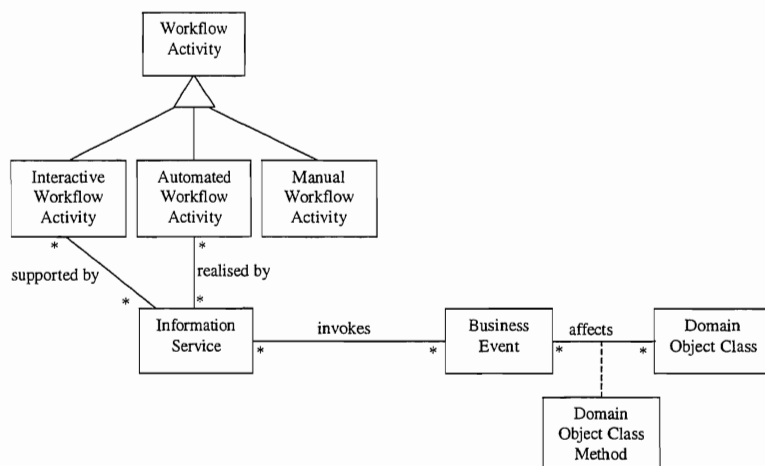 Workflow
Activity
Interactive
Workflow
Activity
Automated
Workflow
Activity
Manual
Workflow
Activity
*
*
supported by
realised by
*
*
Information
Service
invokes
*
*
Business
Event
affects
*
*
Domain
Object Class
Domain
Object Class
Method